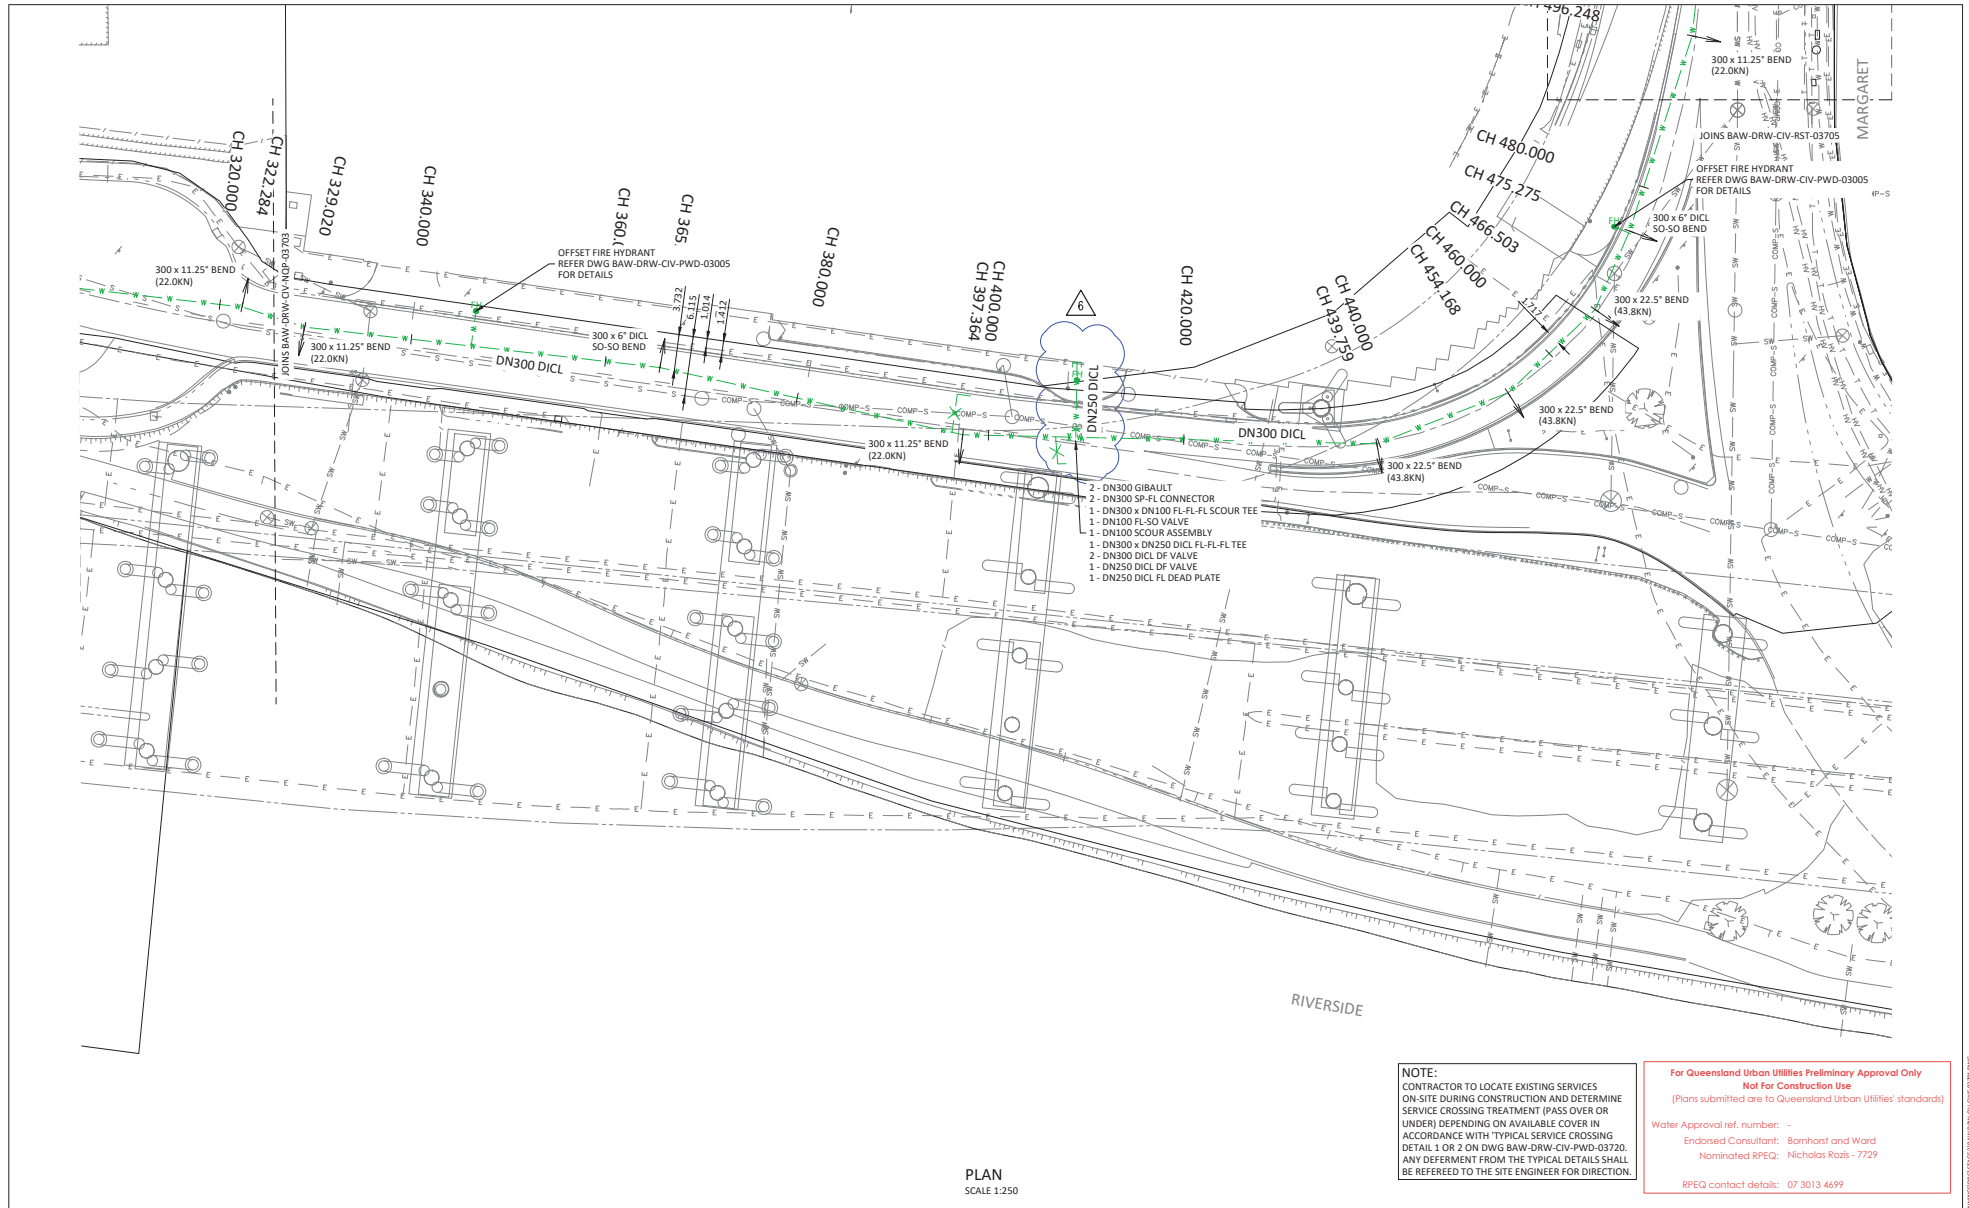 CH 496.248
300 x 11.25° BEND
(22.0KN)
MARGARET
JOINS BAW-DRW-CIV-RST-03705
OFFSET FIRE HYDRANT
REFER DWG BAW-DRW-CIV-PWD-03005
FOR DETAILS
300 x 6° DICL
SO-SO BEND
CH 480.000
CH 475.275
CH 466.503
CH 460.000
CH 454.168
CH 440.000
CH 439.759
1.717
300 x 22.5° BEND
(43.8KN)
CH 320.000
CH 322.284
CH 329.020
CH 340.000
CH 365.
CH 380.000
CH 397.364
CH 400.000
CH 420.000
6
JOINS BAW-DRW-CIV-NQP-03703
300 x 11.25° BEND
(22.0KN)
OFFSET FIRE HYDRANT
REFER DWG BAW-DRW-CIV-PWD-03005
FOR DETAILS
3.732
6.115
1.014
1.412
300 x 6° DICL
SO-SO BEND
300 x 11.25° BEND
(22.0KN)
DN300 DICL
DN250 DICL
DN300 DICL
300 x 11.25° BEND
(22.0KN)
300 x 22.5° BEND
(43.8KN)
300 x 22.5° BEND
(43.8KN)
2 - DN300 GIBAULT
2 - DN300 SP-FL CONNECTOR
1 - DN300 x DN100 FL-FL-FL SCOUR TEE
1 - DN100 FL-SO VALVE
1 - DN100 SCOUR ASSEMBLY
1 - DN300 x DN250 DICL FL-FL-FL TEE
2 - DN300 DICL DF VALVE
1 - DN250 DICL DF VALVE
1 - DN250 DICL FL DEAD PLATE
RIVERSIDE
NOTE:
CONTRACTOR TO LOCATE EXISTING SERVICES
ON-SITE DURING CONSTRUCTION AND DETERMINE
SERVICE CROSSING TREATMENT (PASS OVER OR
UNDER) DEPENDING ON AVAILABLE COVER IN
ACCORDANCE WITH 'TYPICAL SERVICE CROSSING
DETAIL 1 OR 2 ON DWG BAW-DRW-CIV-PWD-03720.
ANY DEFERMENT FROM THE TYPICAL DETAILS SHALL
BE REFEREED TO THE SITE ENGINEER FOR DIRECTION.
For Queensland Urban Utilities Preliminary Approval Only
Not For Construction Use
(Plans submitted are to Queensland Urban Utilities' standards)
Water Approval ref. number: -
Endorsed Consultant: Bornhorst and Ward
Nominated RPEQ: Nicholas Rozis - 7729
RPEQ contact details: 07 3013 4699
PLAN
SCALE 1:250